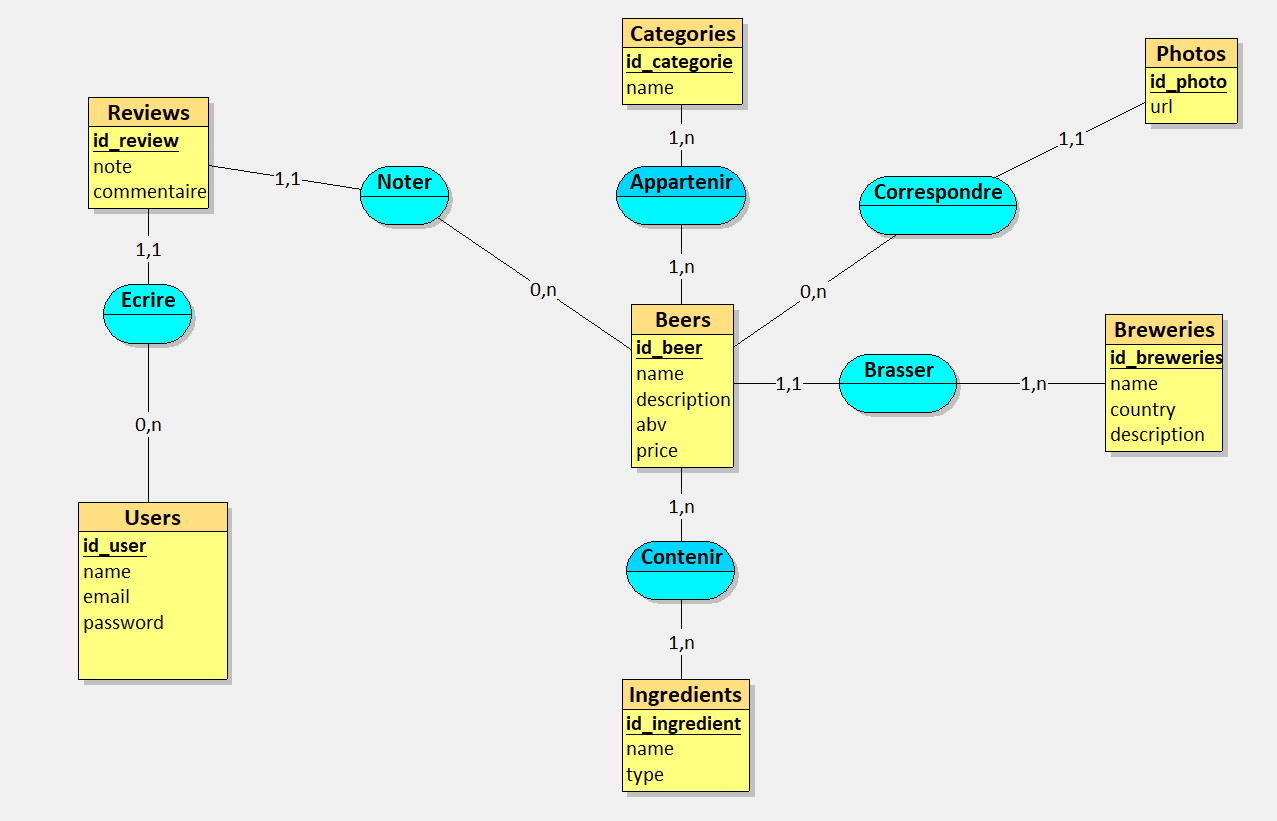 Categories
id_categorie
name
Photos
id_photo
url
Reviews
id_review
note
commentaire
1,n
1,1
1,1
Noter
Appartenir
Correspondre
1,1
1,n
0,n
0,n
Ecrire
Beers
id_beer
name
description
abv
price
Breweries
id_breweries
name
country
description
1,1
Brasser
1,n
0,n
Users
id_user
name
email
password
1,n
Contenir
1,n
Ingredients
id_ingredient
name
type